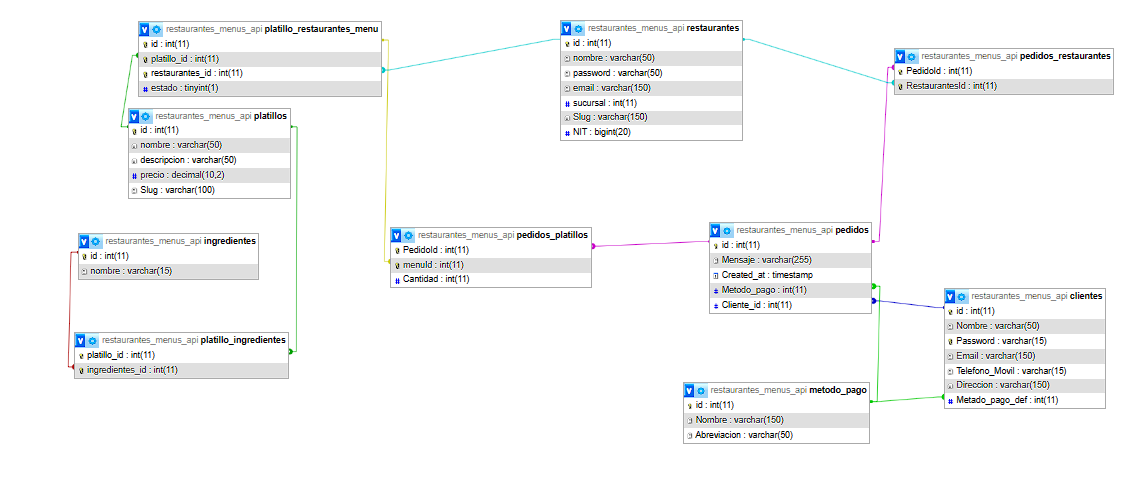 restaurantes_menus_api platillo_restaurantes_menu
id : int(11)
platillo_id : int(11)
restaurantes_id : int(11)
# estado : tinyint(1)
restaurantes_menus_api restaurantes
id : int(11)
nombre : varchar(50)
password : varchar(50)
email : varchar(150)
# sucursal : int(11)
Slug : varchar(150)
# NIT : bigint(20)
restaurantes_menus_api pedidos_restaurantes
PedidoId : int(11)
RestaurantesId : int(11)
restaurantes_menus_api platillos
id : int(11)
nombre : varchar(50)
descripcion : varchar(50)
# precio : decimal(10,2)
Slug : varchar(100)
restaurantes_menus_api ingredientes
id : int(11)
nombre : varchar(15)
restaurantes_menus_api pedidos_platillos
PedidoId : int(11)
menuId : int(11)
# Cantidad : int(11)
restaurantes_menus_api pedidos
id : int(11)
Mensaje : varchar(255)
Created_at : timestamp
# Metodo_pago : int(11)
# Cliente_id : int(11)
restaurantes_menus_api clientes
id : int(11)
Nombre : varchar(50)
Password : varchar(15)
Email : varchar(150)
Telefono_Movil : varchar(15)
Direccion : varchar(150)
# Metado_pago_def : int(11)
restaurantes_menus_api platillo_ingredientes
platillo_id : int(11)
ingredientes_id : int(11)
restaurantes_menus_api metodo_pago
id : int(11)
Nombre : varchar(150)
Abreviacion : varchar(50)